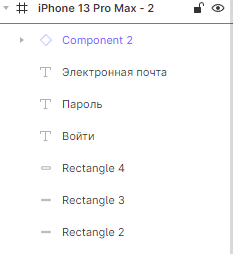 iPhone 13 Pro Max - 2
Component 2
Электронная почта
Пароль
Войти
Rectangle 4
Rectangle 3
Rectangle 2